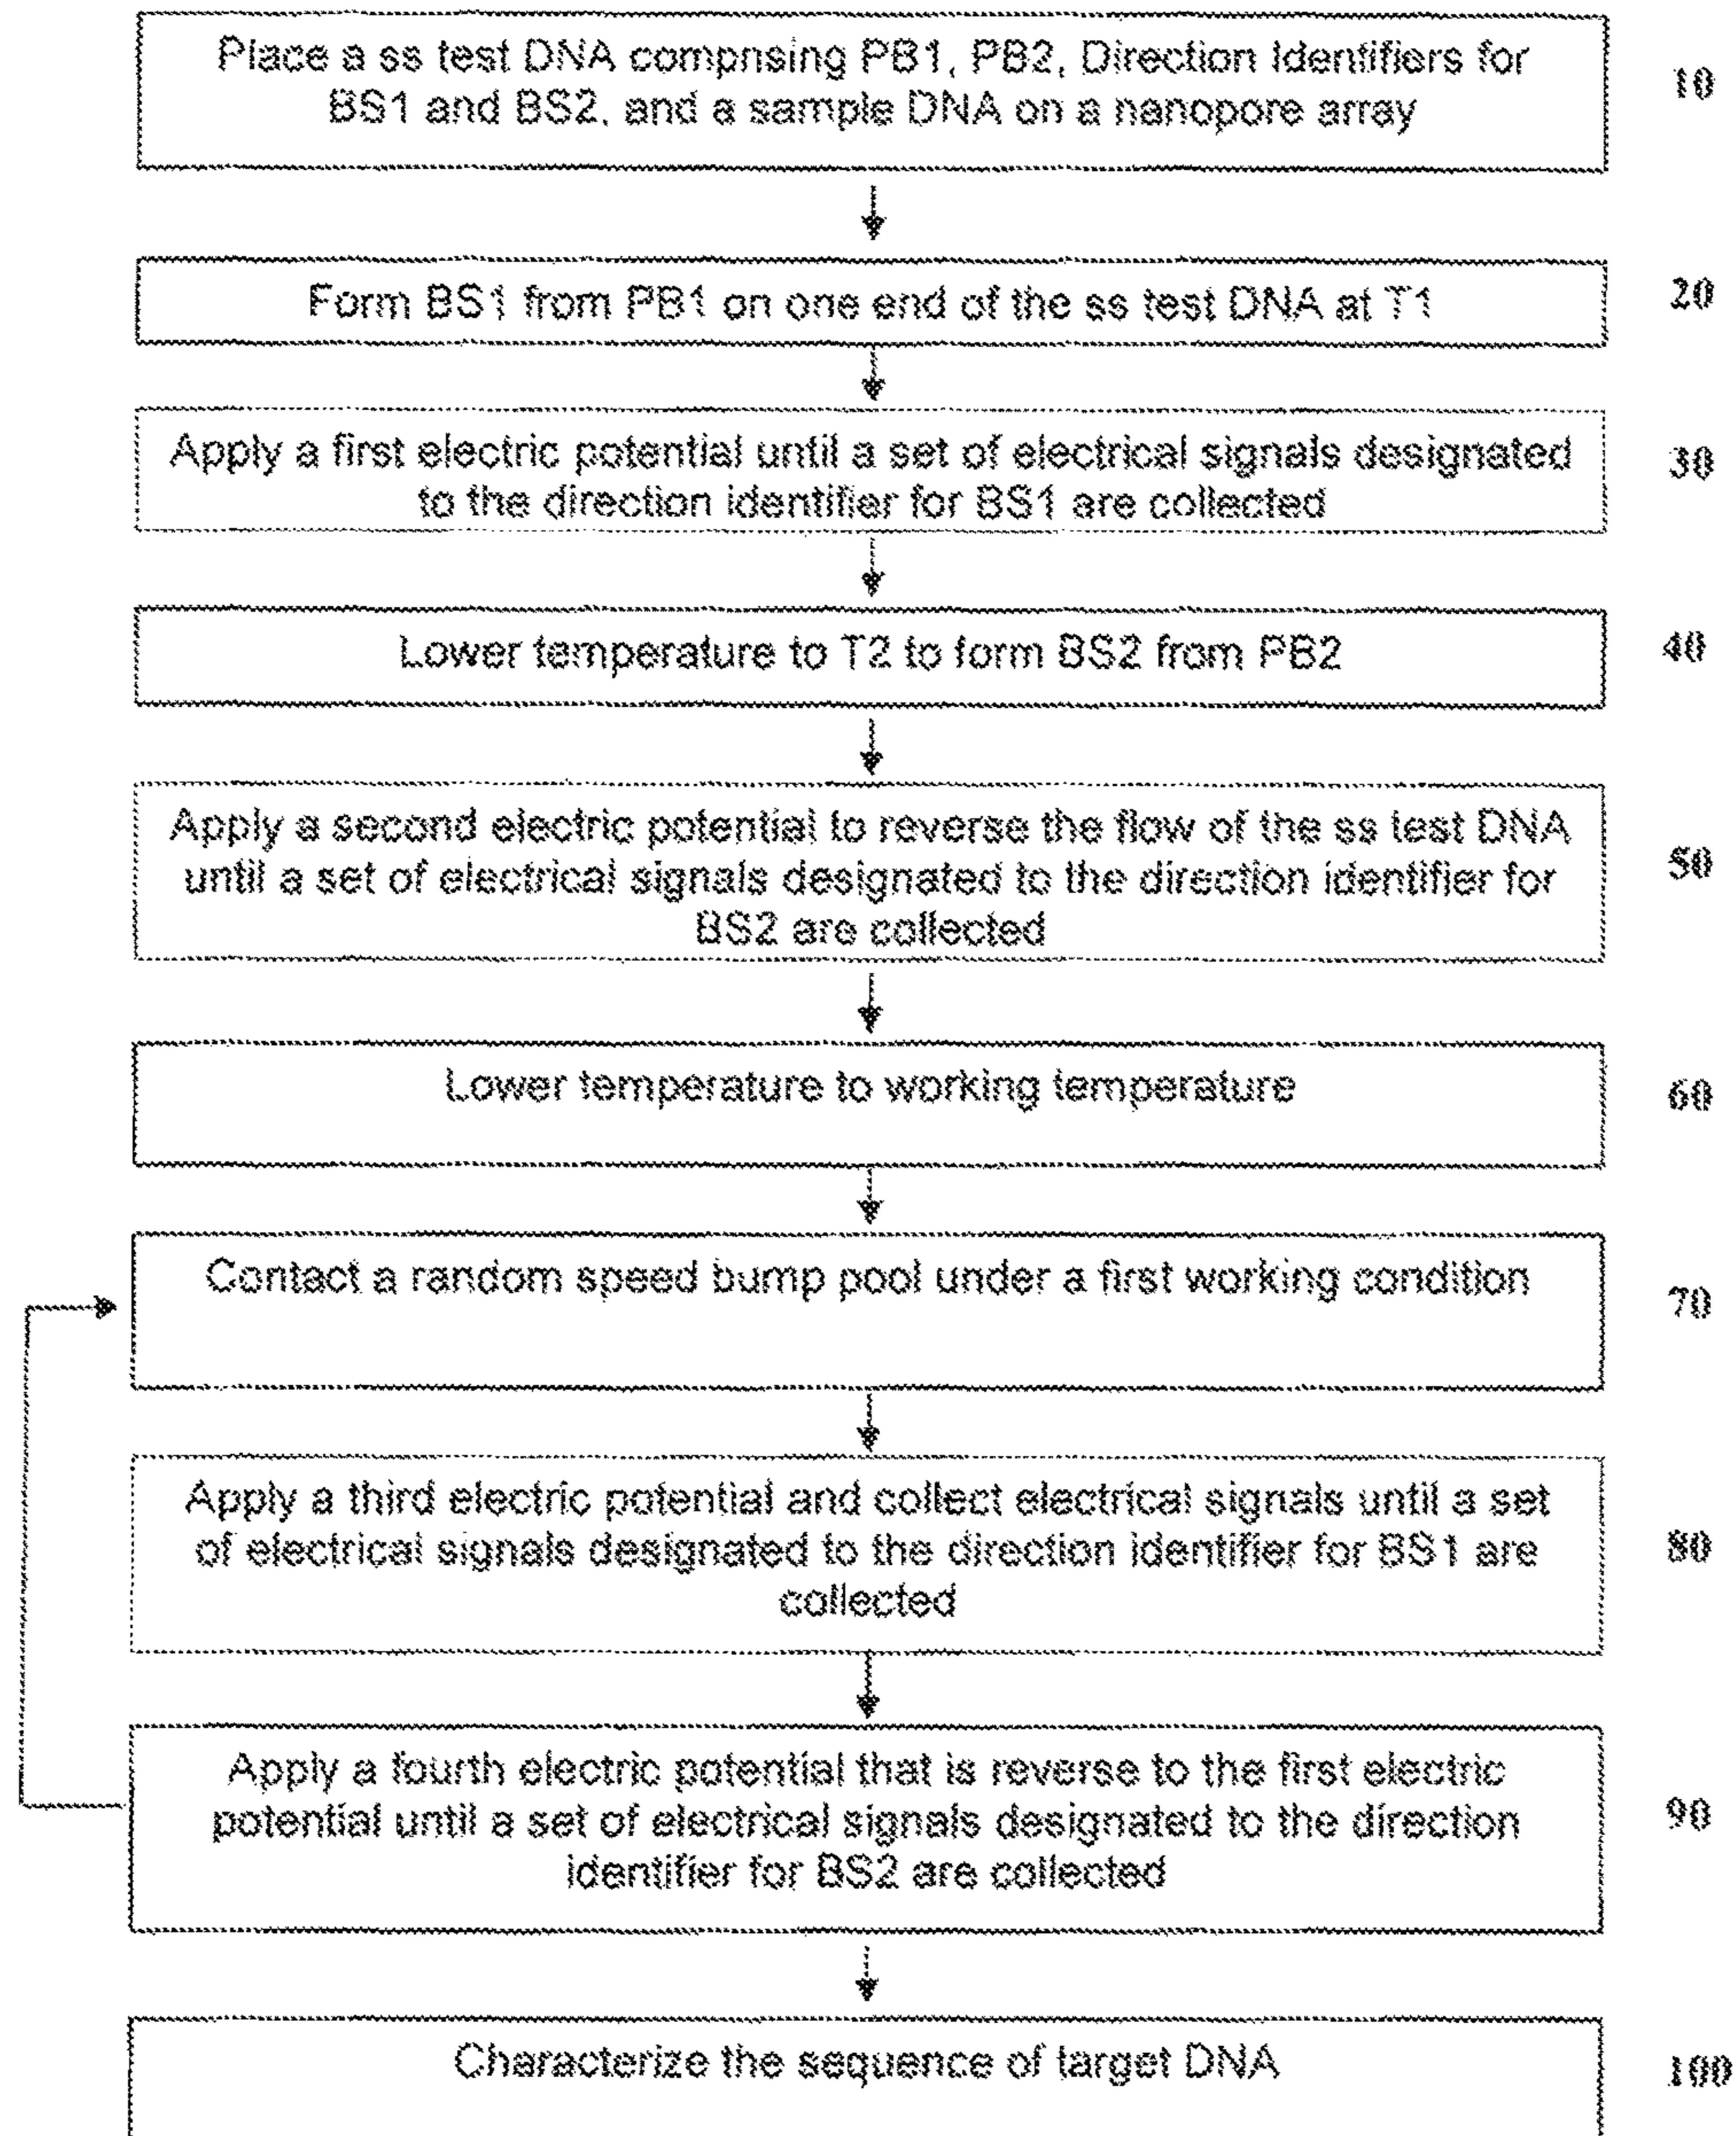 Place a ss test DNA comprising PB1, PB2, Direction Identifiers for
BS1 and BS2, and a sample DNA on a nanopore array
10
Form BS1 from PB1 on one end of the ss test DNA at T1
20
Apply a first electric potential until a set of electrical signals designated
to the direction identifier for BS1 are collected
30
Lower temperature to T2 to form BS2 from PB2
40
Apply a second electric potential to reverse the flow of the ss test DNA
until a set of electrical signals designated to the direction identifier for
BS2 are collected
50
Lower temperature to working temperature
60
Contact a random speed bump pool under a first working condition
70
Apply a third electric potential and collect electrical signals until a set
of electrical signals designated to the direction identifier for BS1 are
collected
80
Apply a fourth electric potential that is reverse to the first electric
potential until a set of electrical signals designated to the direction
identifier for BS2 are collected
90
Characterize the sequence of target DNA
100